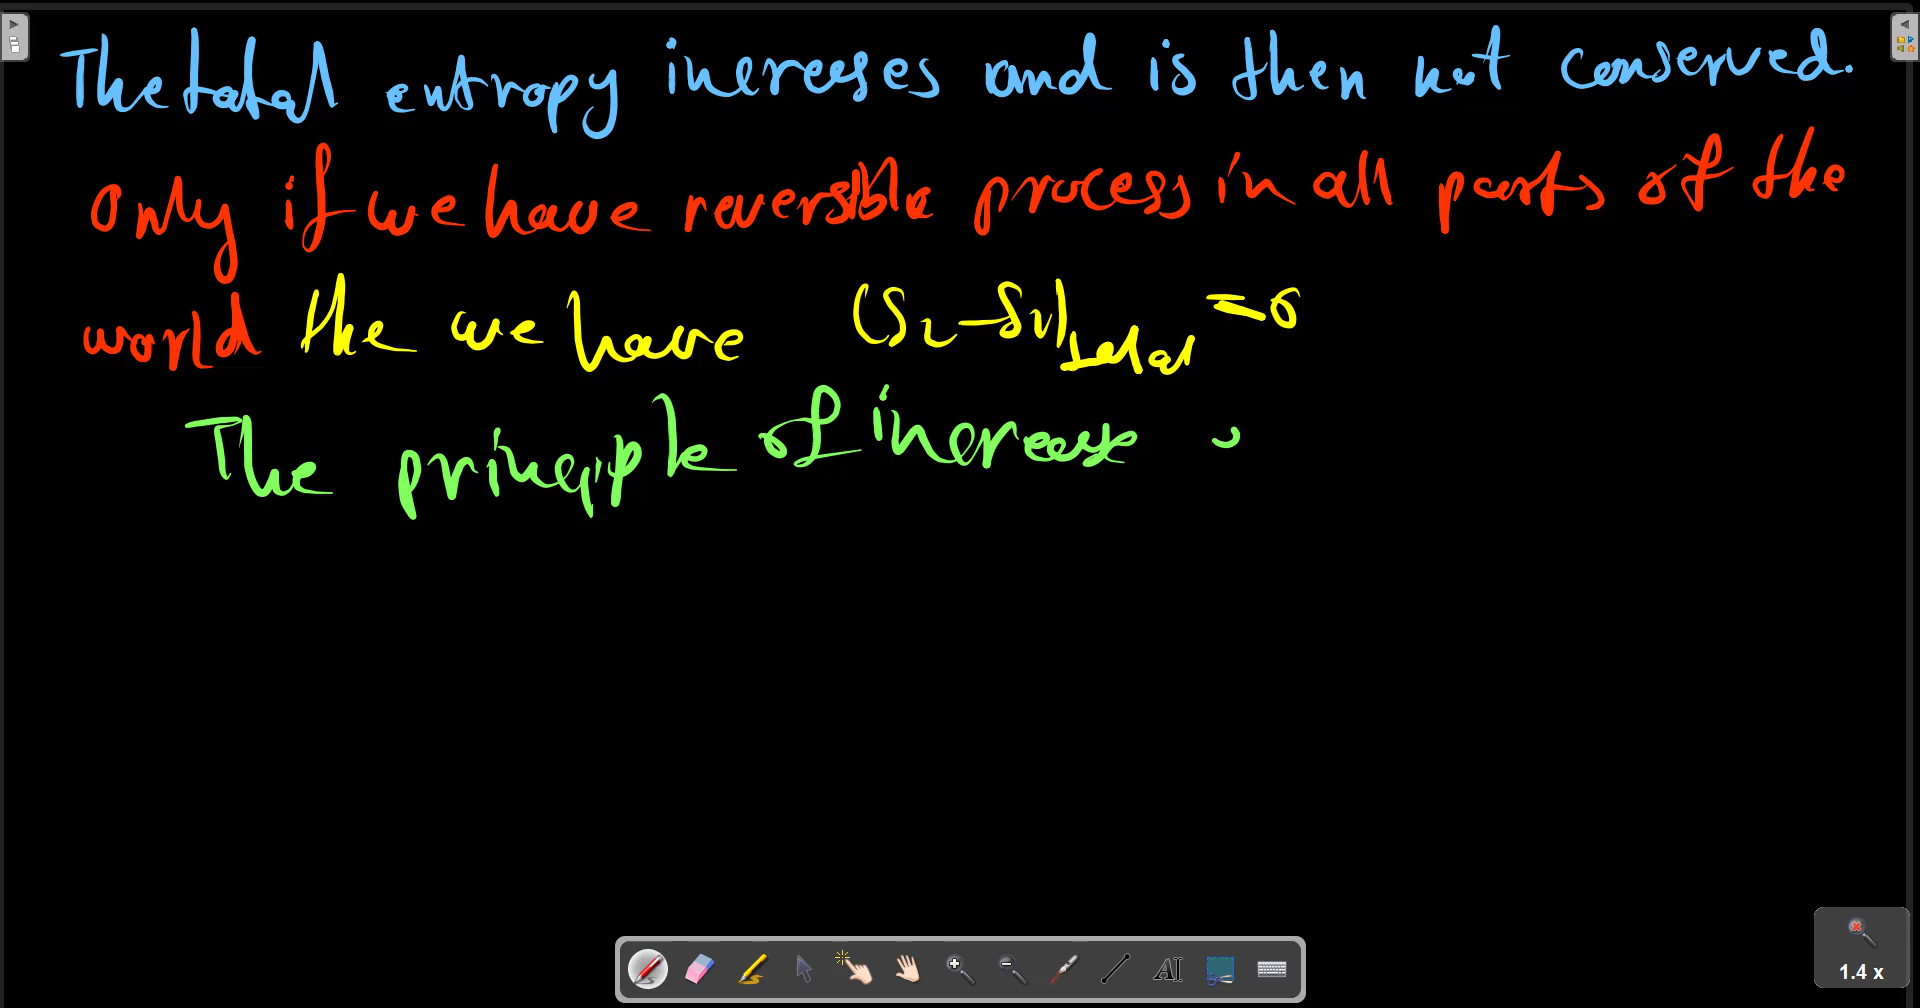 The total entropy increases and is then not conserved.
only if we have reversible process in all parts of the
world the we have (S2-S1)total = 0
The principle of increase
1.4 x